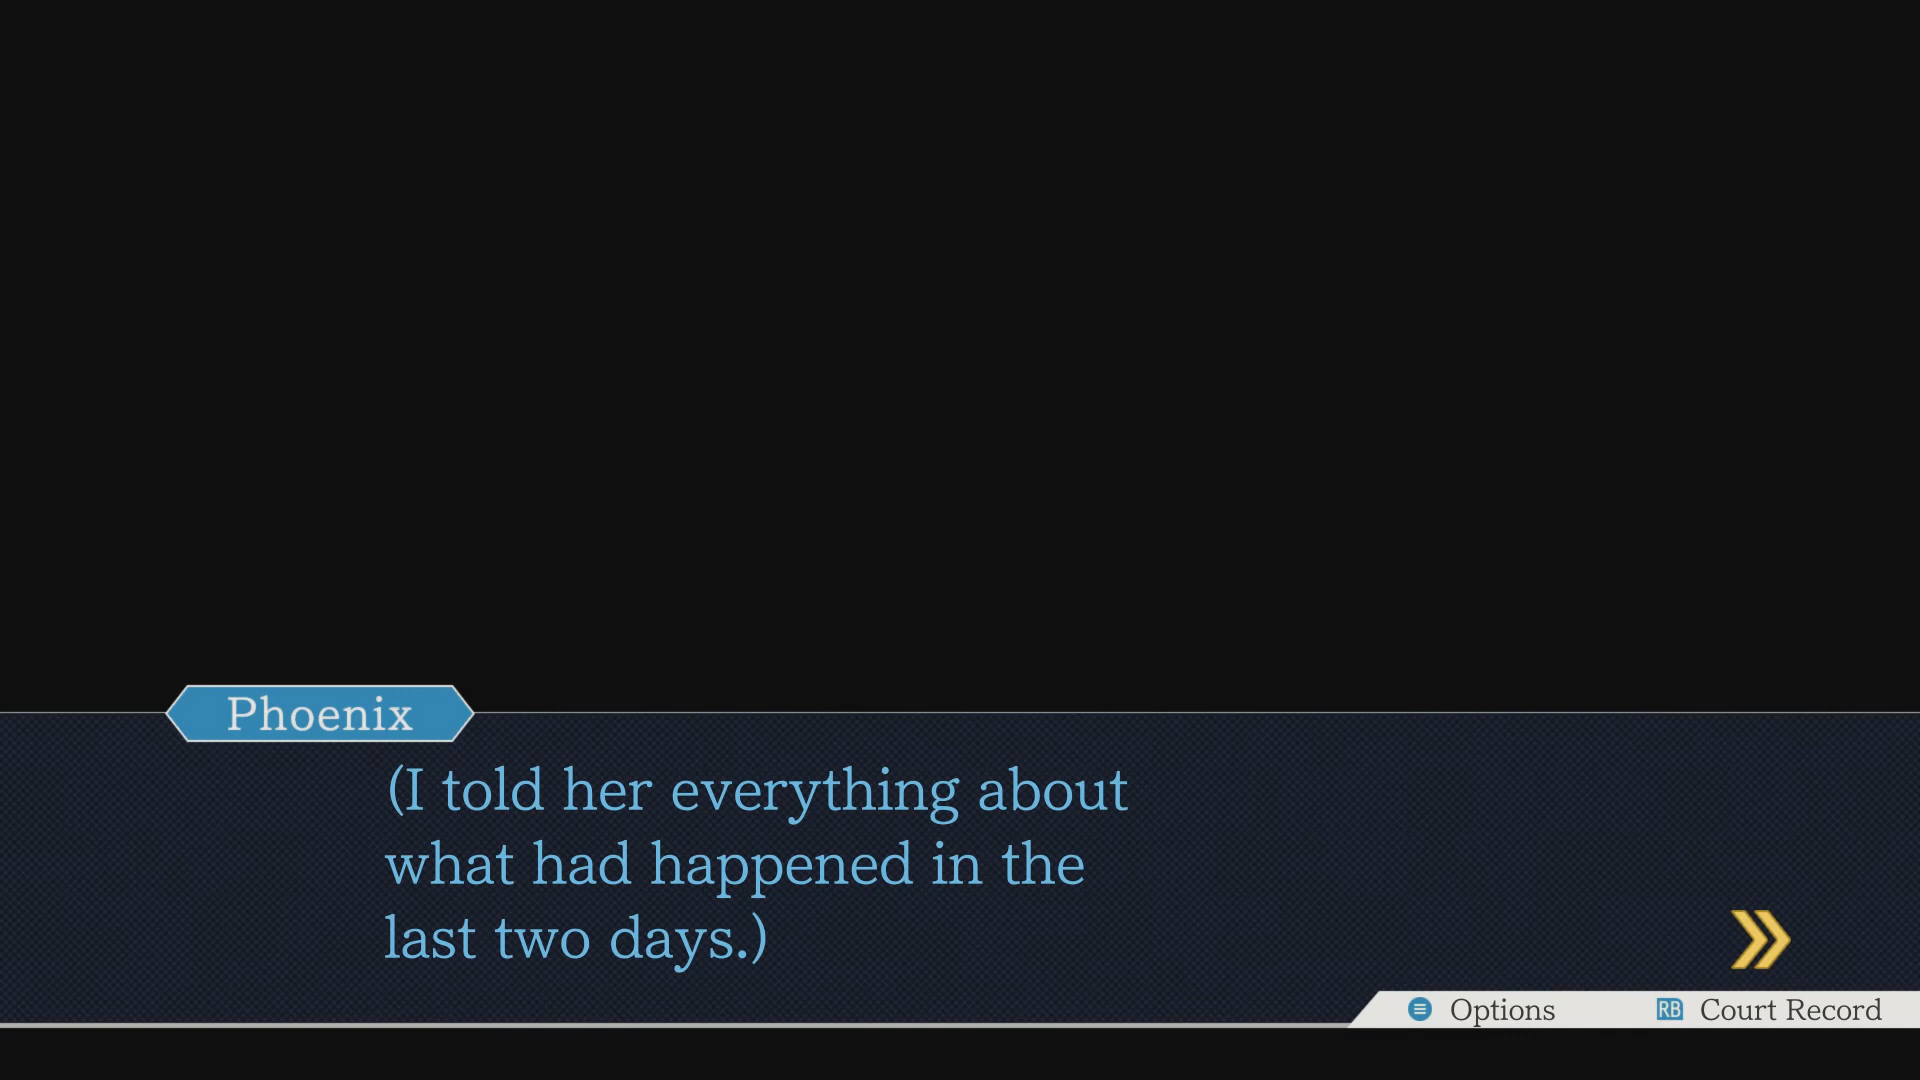 Phoenix
(I told her everything about
what had happened in the
last two days.)
Options
RB Court Record